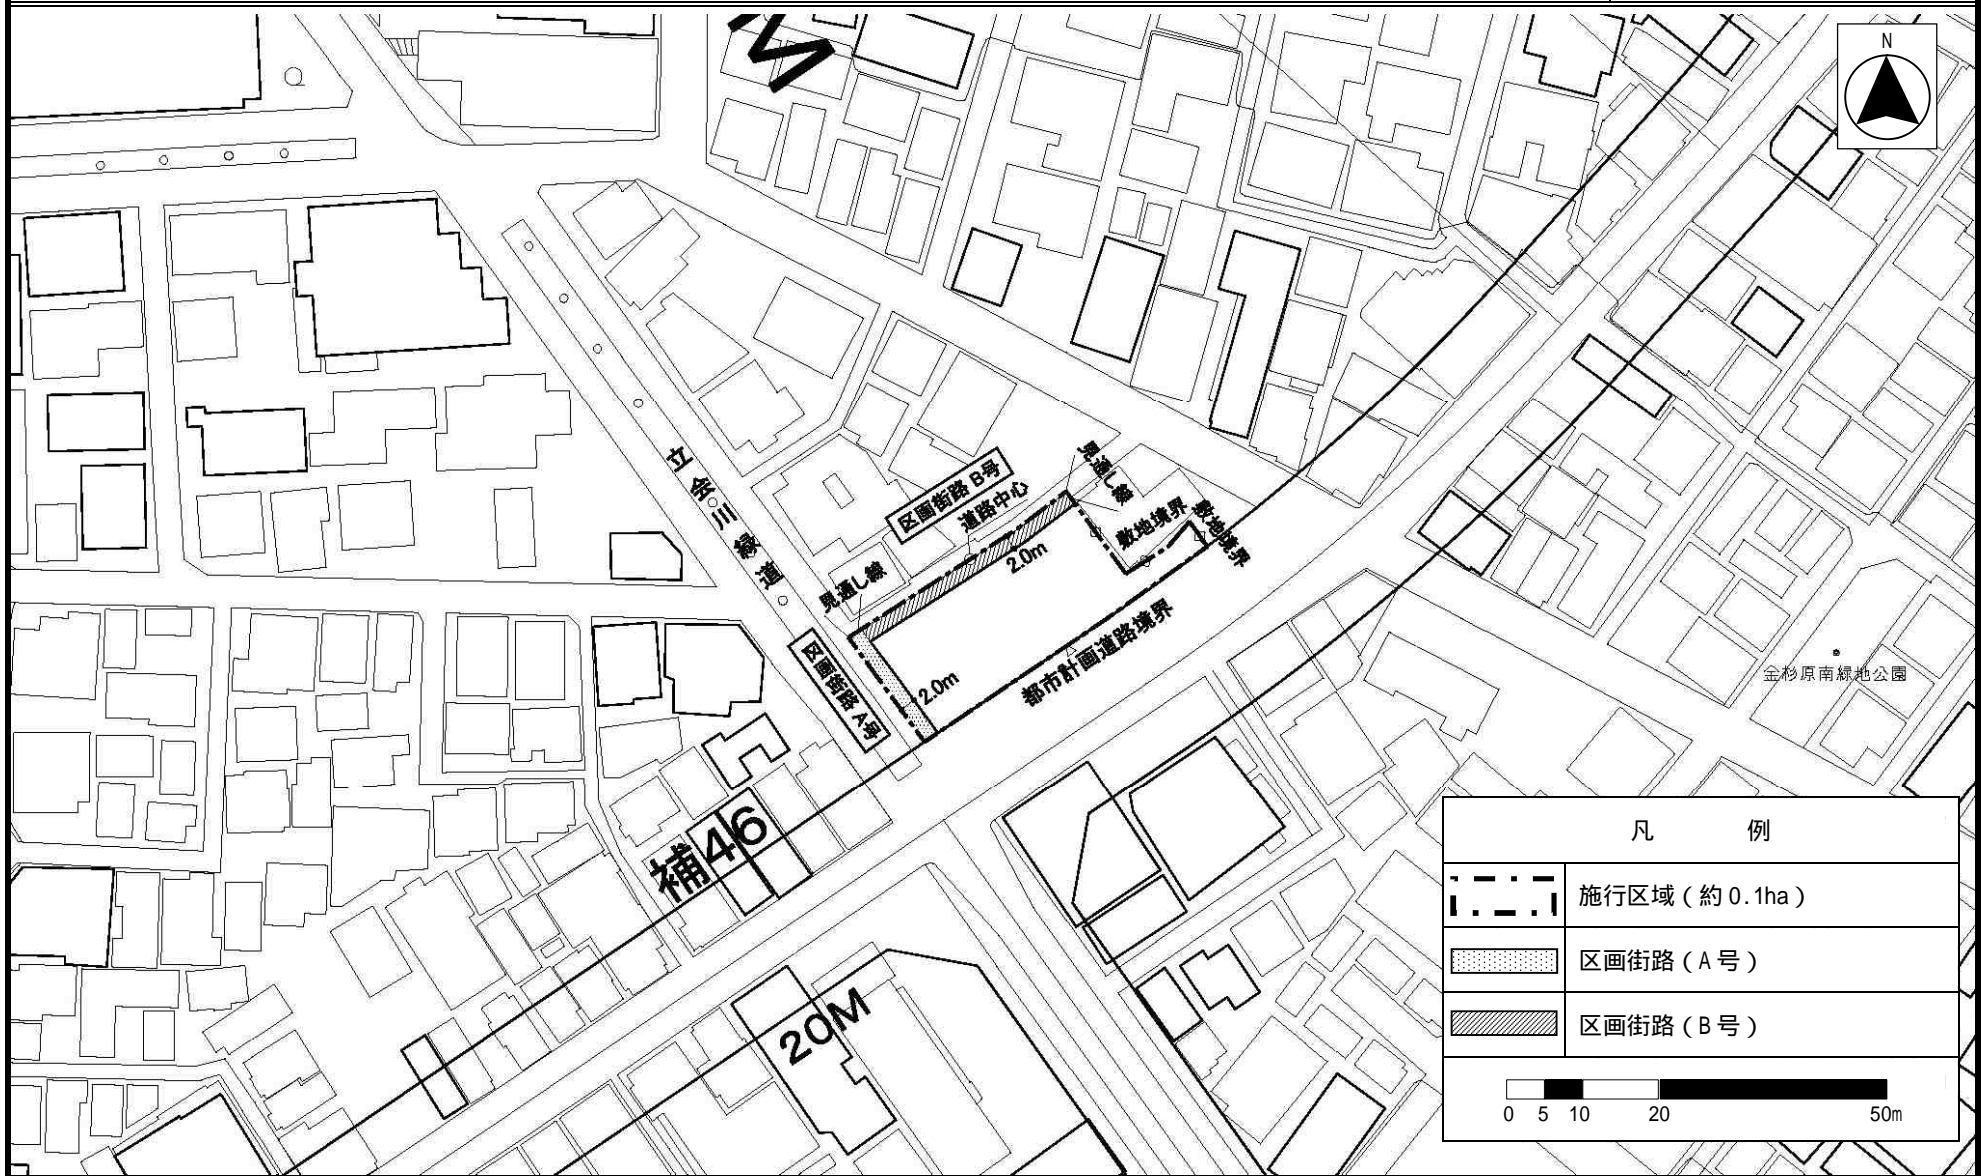 N
M
立会川緑道
区画街路 B号
道路中心
見通し線
敷地境界
敷地境界
2.0m
見通し線
区画街路 A号
2.0m
都市計画道路境界
金杉原南緑地公園
補46
20M
凡 例
施行区域（約0.1ha）
区画街路（A号）
区画街路（B号）
0 5 10 20 50m